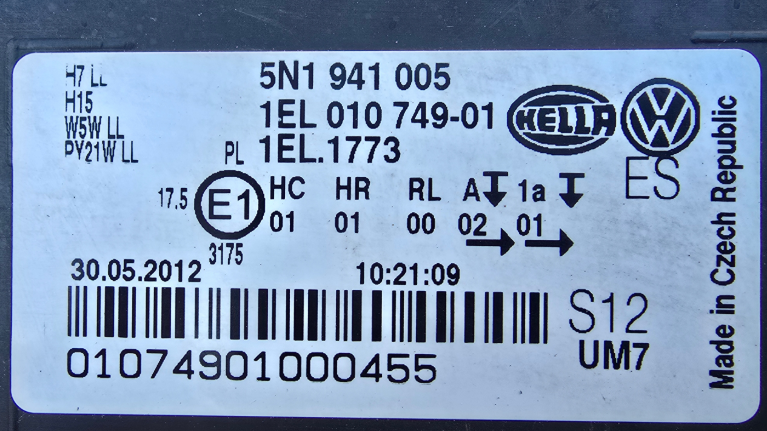 H7 LL
H15
W5W LL
PY21W LL
5N1 941 005
1EL 010 749-01
PL 1EL.1773
HELLA
VW
ES
17.5 E1 3175
HC HR RL A 1a
01 01 00 02 01
30.05.2012 10:21:09
01074901000455
S12
UM7
Made in Czech Republic